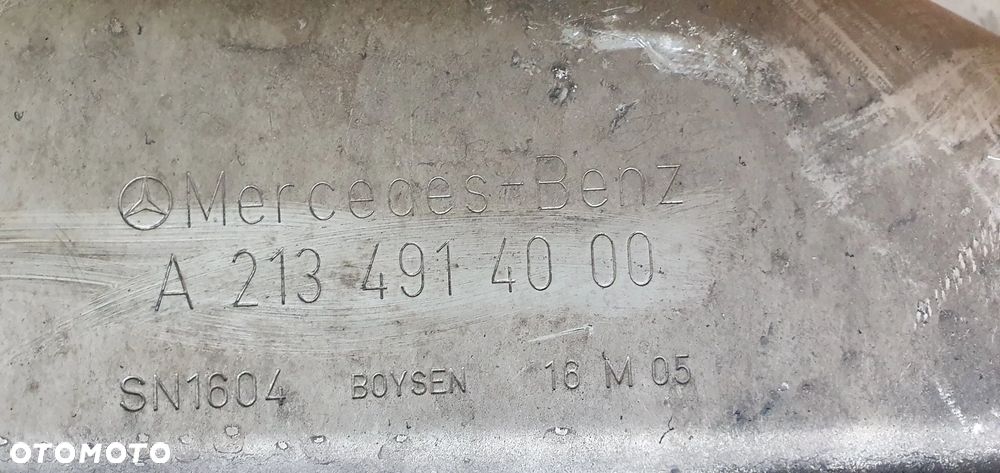 Mercedes-Benz
A 213 491 40 00
SN1604 BOYSEN 16 M 05
OTOMOTO